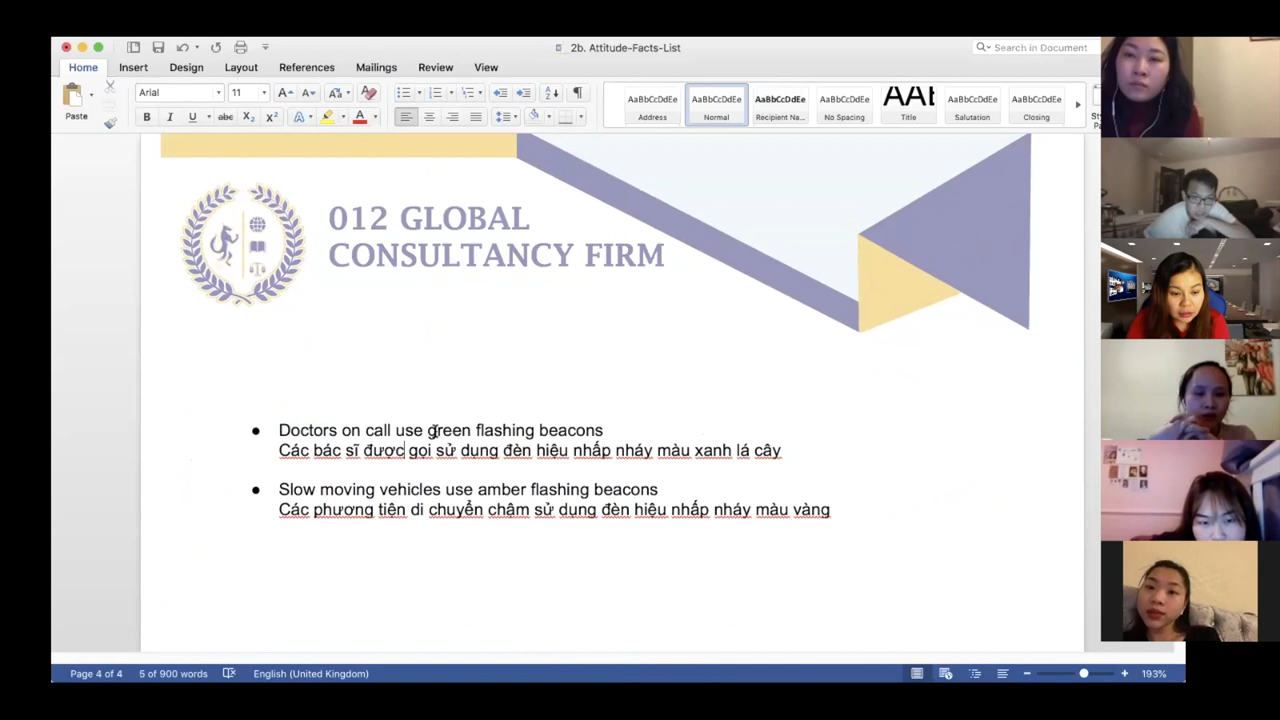 2b. Attitude-Facts-List
Search in Document
Home Insert Design Layout References Mailings Review View
Arial 11
AaBbCcDdEe AaBbCcDdEe AaBbCcDdEe AaBbCcDdEe AaBbCcDdEe AaBbCcDdEe
Paste
Address Normal Recipient Na... No Spacing Title Salutation Closing
012 GLOBAL
CONSULTANCY FIRM
● Doctors on call use green flashing beacons
Các bác sĩ được gọi sử dụng đèn hiệu nhấp nháy màu xanh lá cây
● Slow moving vehicles use amber flashing beacons
Các phương tiện di chuyển chậm sử dụng đèn hiệu nhấp nháy màu vàng
Page 4 of 4 5 of 900 words English (United Kingdom) 193%